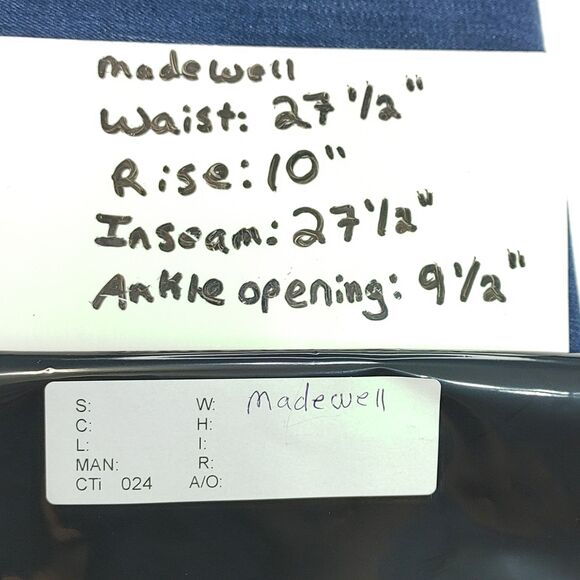 madewell
Waist: 27 1/2"
Rise: 10"
Inseam: 27 1/2"
Ankle opening: 9 1/2"
S: W: Madewell
C: H:
L: I:
MAN: R:
CTi 024 A/O: